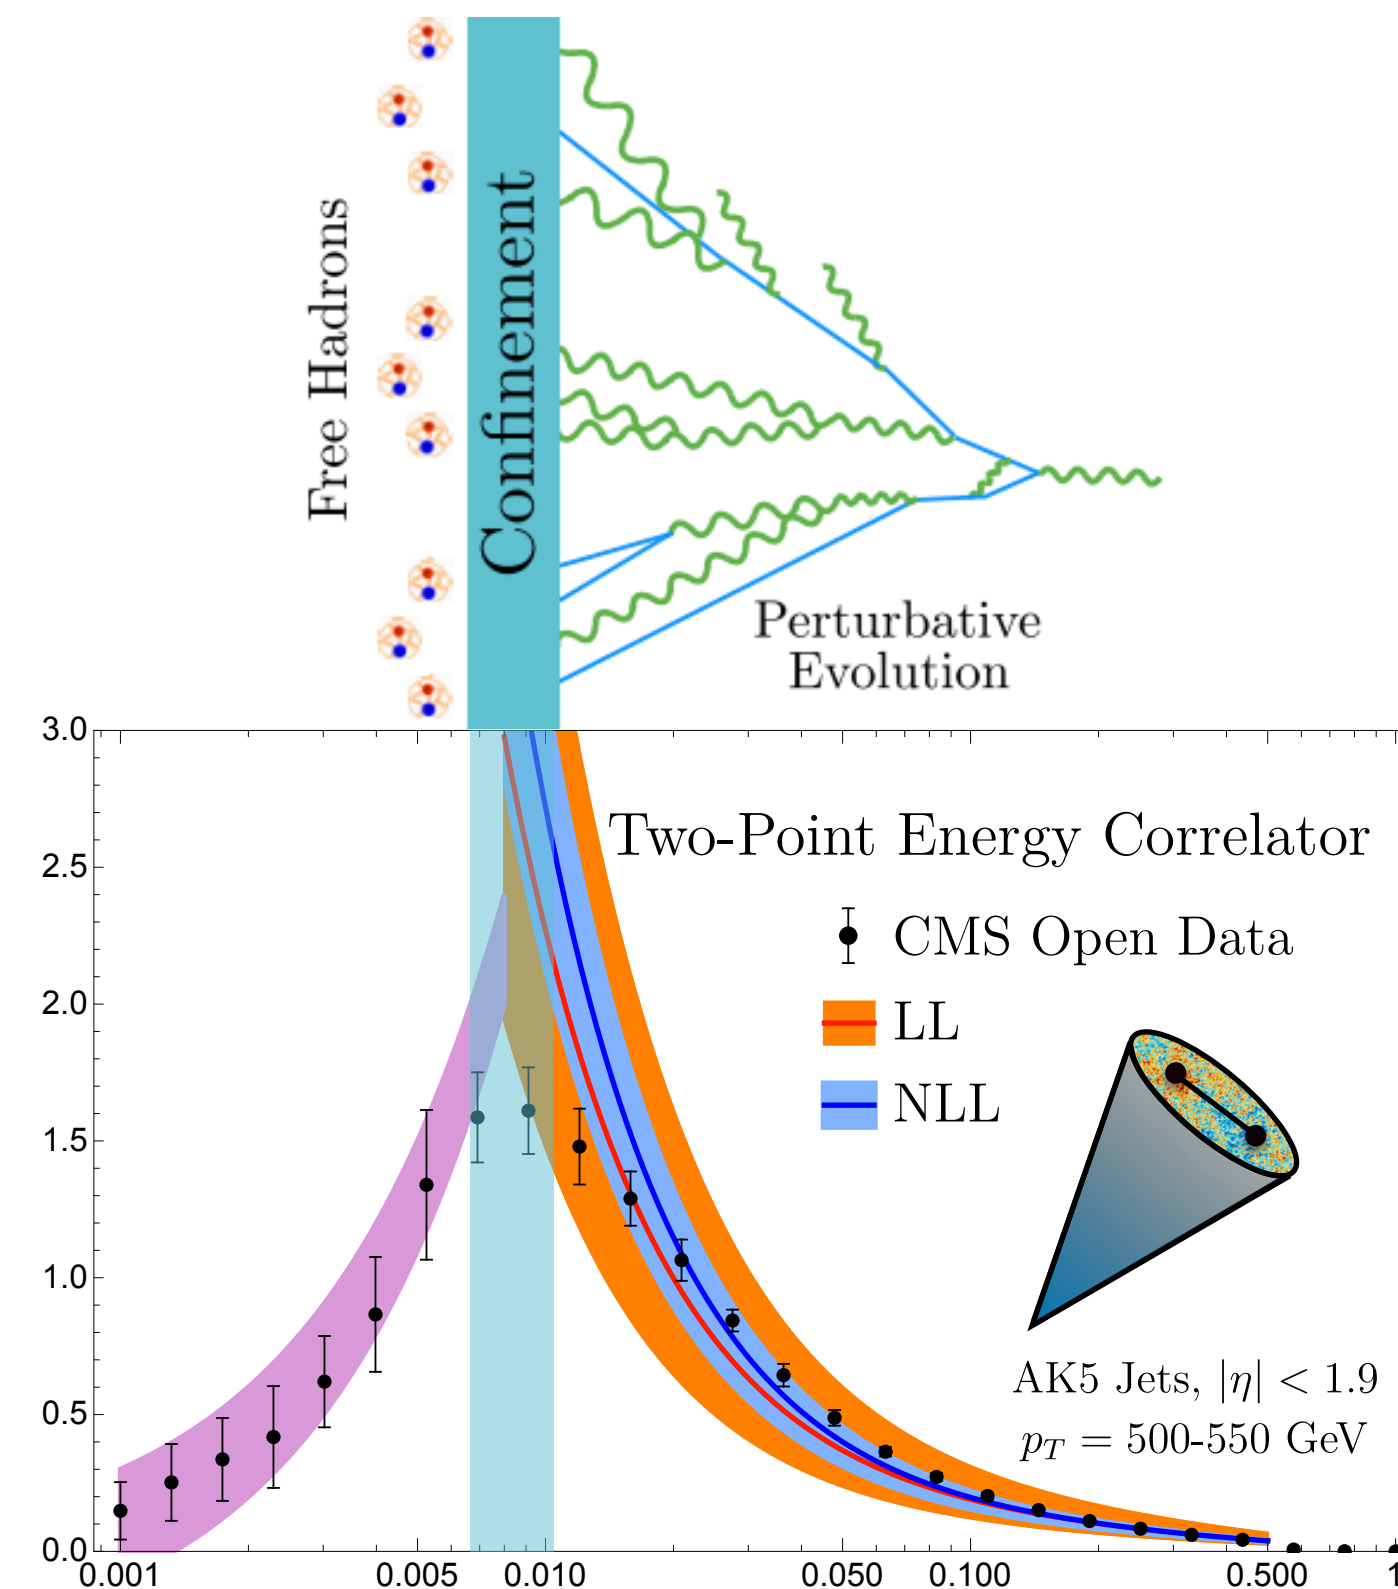 Free Hadrons
Confinement
Perturbative
Evolution
3.0
2.5
2.0
1.5
1.0
0.5
0.0
Two-Point Energy Correlator
CMS Open Data
LL
NLL
AK5 Jets, |η| < 1.9
p_T = 500-550 GeV
0.001 0.005 0.010 0.050 0.100 0.500 1